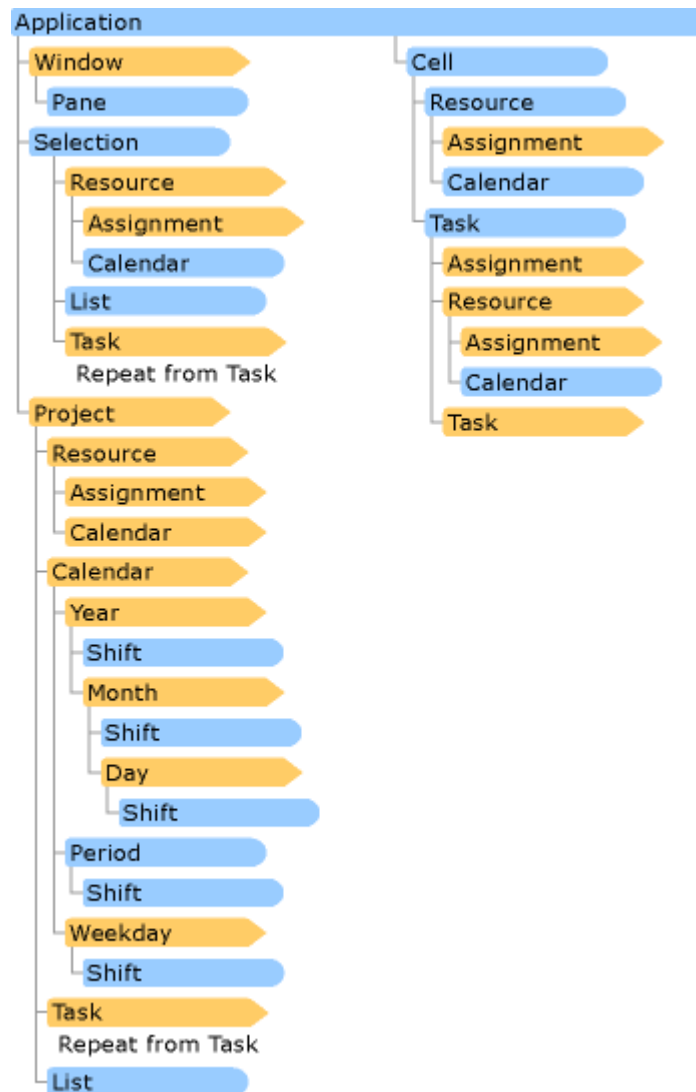 Application
Window
Pane
Selection
Resource
Assignment
Calendar
List
Task
Repeat from Task
Project
Resource
Assignment
Calendar
Calendar
Year
Shift
Month
Shift
Day
Shift
Period
Shift
Weekday
Shift
Task
Repeat from Task
List
Cell
Resource
Assignment
Calendar
Task
Assignment
Resource
Assignment
Calendar
Task